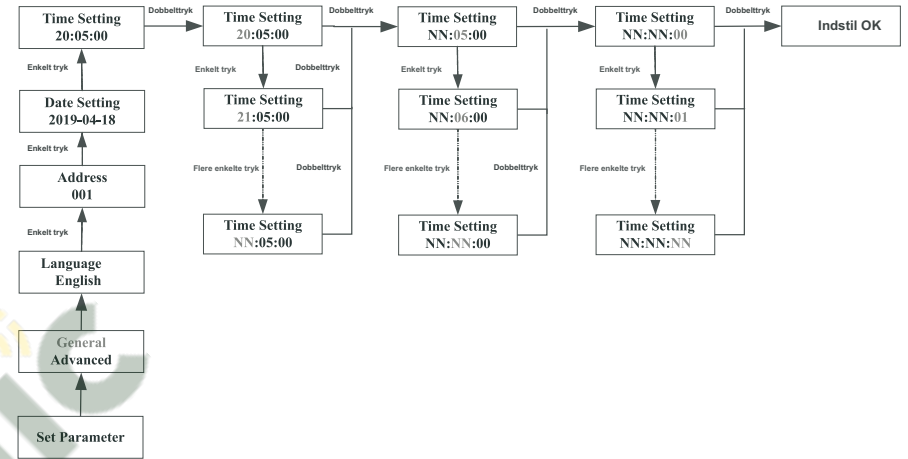 Dobbelttryk
Dobbelttryk
Dobbelttryk
Dobbelttryk
Time Setting
20:05:00
Time Setting
20:05:00
Time Setting
NN:05:00
Time Setting
NN:NN:00
Indstil OK
Enkelt tryk
Enkelt tryk
Dobbelttryk
Enkelt tryk
Enkelt tryk
Date Setting
2019-04-18
Time Setting
21:05:00
Time Setting
NN:06:00
Time Setting
NN:NN:01
Enkelt tryk
Address
001
Flere enkelte tryk
Dobbelttryk
Flere enkelte tryk
Dobbelttryk
Flere enkelte tryk
Enkelt tryk
Time Setting
NN:05:00
Time Setting
NN:NN:00
Time Setting
NN:NN:NN
Language
English
General
Advanced
Set Parameter